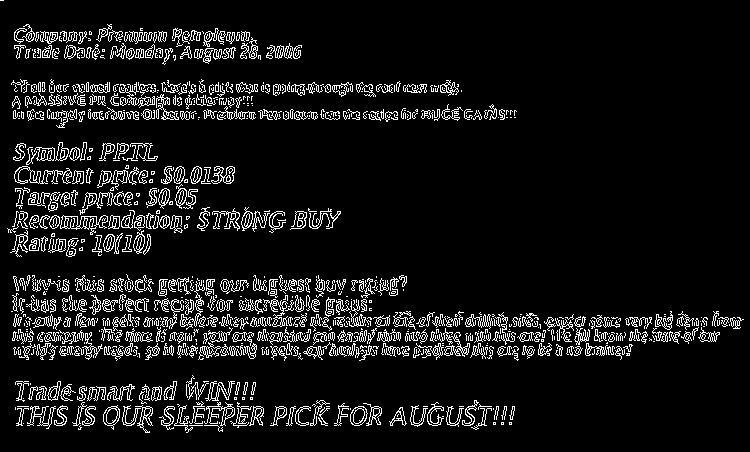 Company: Premium Petroleum.
Trade Date: Monday, August 28, 2006
To all our valued readers. Here's a pick that is going through the roof next week.
A MASSIVE PR Campaign is underway!!!
In the hugely lucrative Oil sector, Premium Petroleum has the recipe for HUGE GAINS!!!
Symbol: PPTL
Current price: $0.0138
Target price: $0.05
Recommendation: STRONG BUY
Rating: 10(10)
Why is this stock getting our highest buy rating?
It has the perfect recipe for incredible gains:
It's only a few weeks away before they announce the results on one of their drilling sites, expect some very big news from
this company. The time is now, your one thousand can easily turn into three with this one! We all know the state of our
world's energy needs, so in the upcoming weeks, our analysts have predicted this one to be a no brainer!
Trade smart and WIN!!!
THIS IS OUR SLEEPER PICK FOR AUGUST!!!